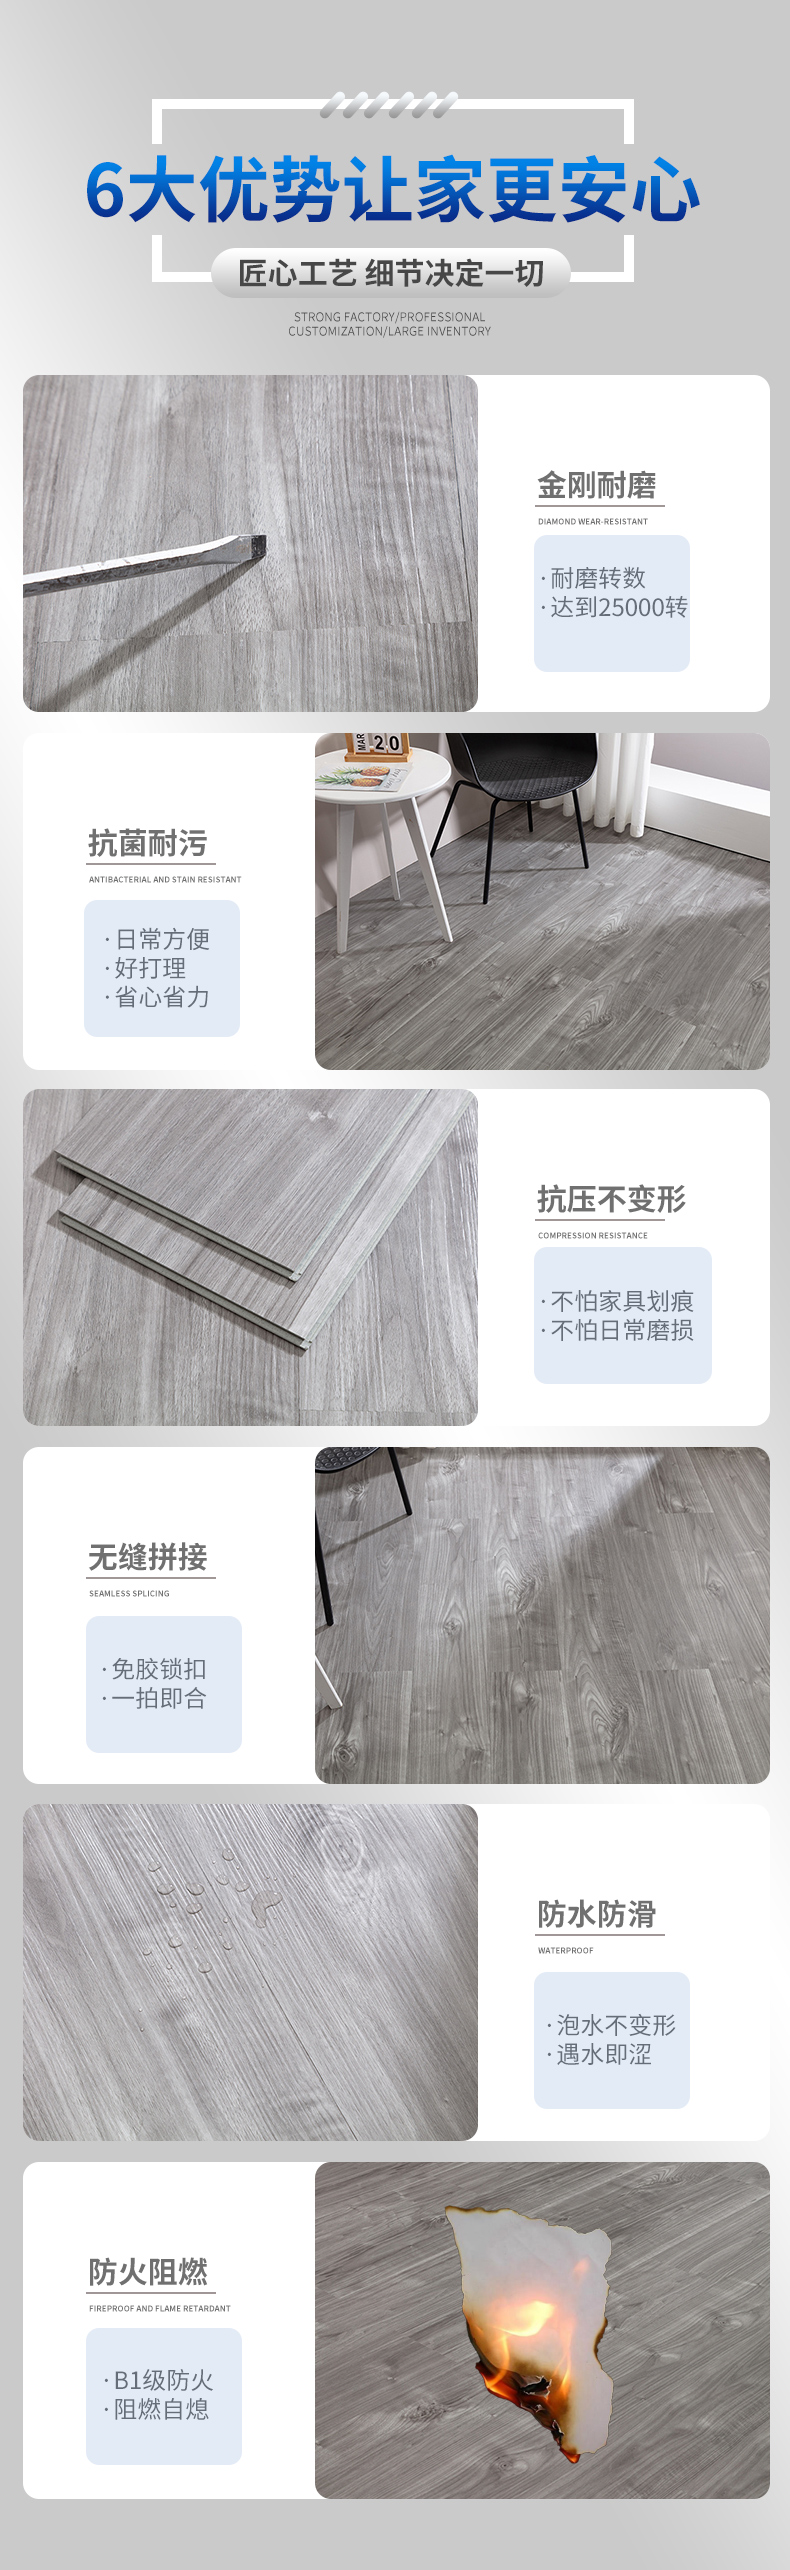 6大优势让家更安心
匠心工艺 细节决定一切
STRONG FACTORY/PROFESSIONAL
CUSTOMIZATION/LARGE INVENTORY
金刚耐磨
DIAMOND WEAR-RESISTANT
·耐磨转数
·达到25000转
MAR
20
抗菌耐污
ANTIBACTERIAL AND STAIN RESISTANT
·日常方便
·好打理
·省心省力
抗压不变形
COMPRESSION RESISTANCE
·不怕家具划痕
·不怕日常磨损
无缝拼接
SEAMLESS SPLICING
·免胶锁扣
·一拍即合
防水防滑
WATERPROOF
·泡水不变形
·遇水即涩
防火阻燃
FIREPROOF AND FLAME RETARDANT
·B1级防火
·阻燃自熄